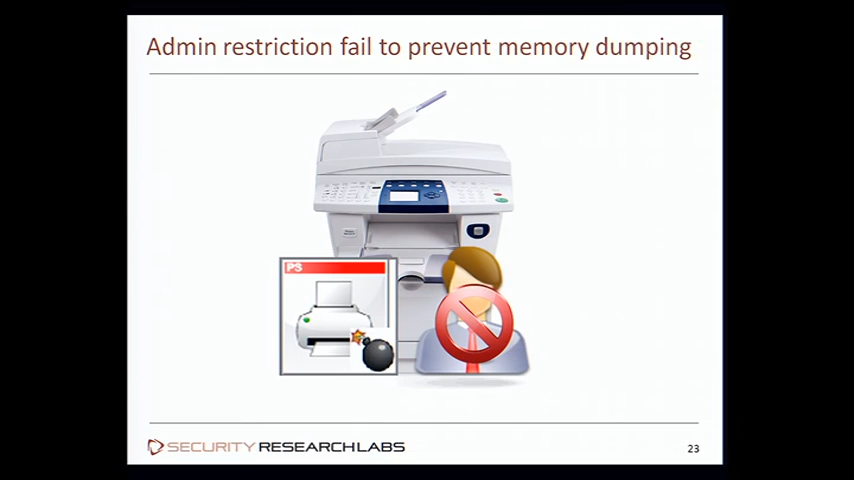 Admin restriction fail to prevent memory dumping
PS
SECURITY RESEARCHLABS
23